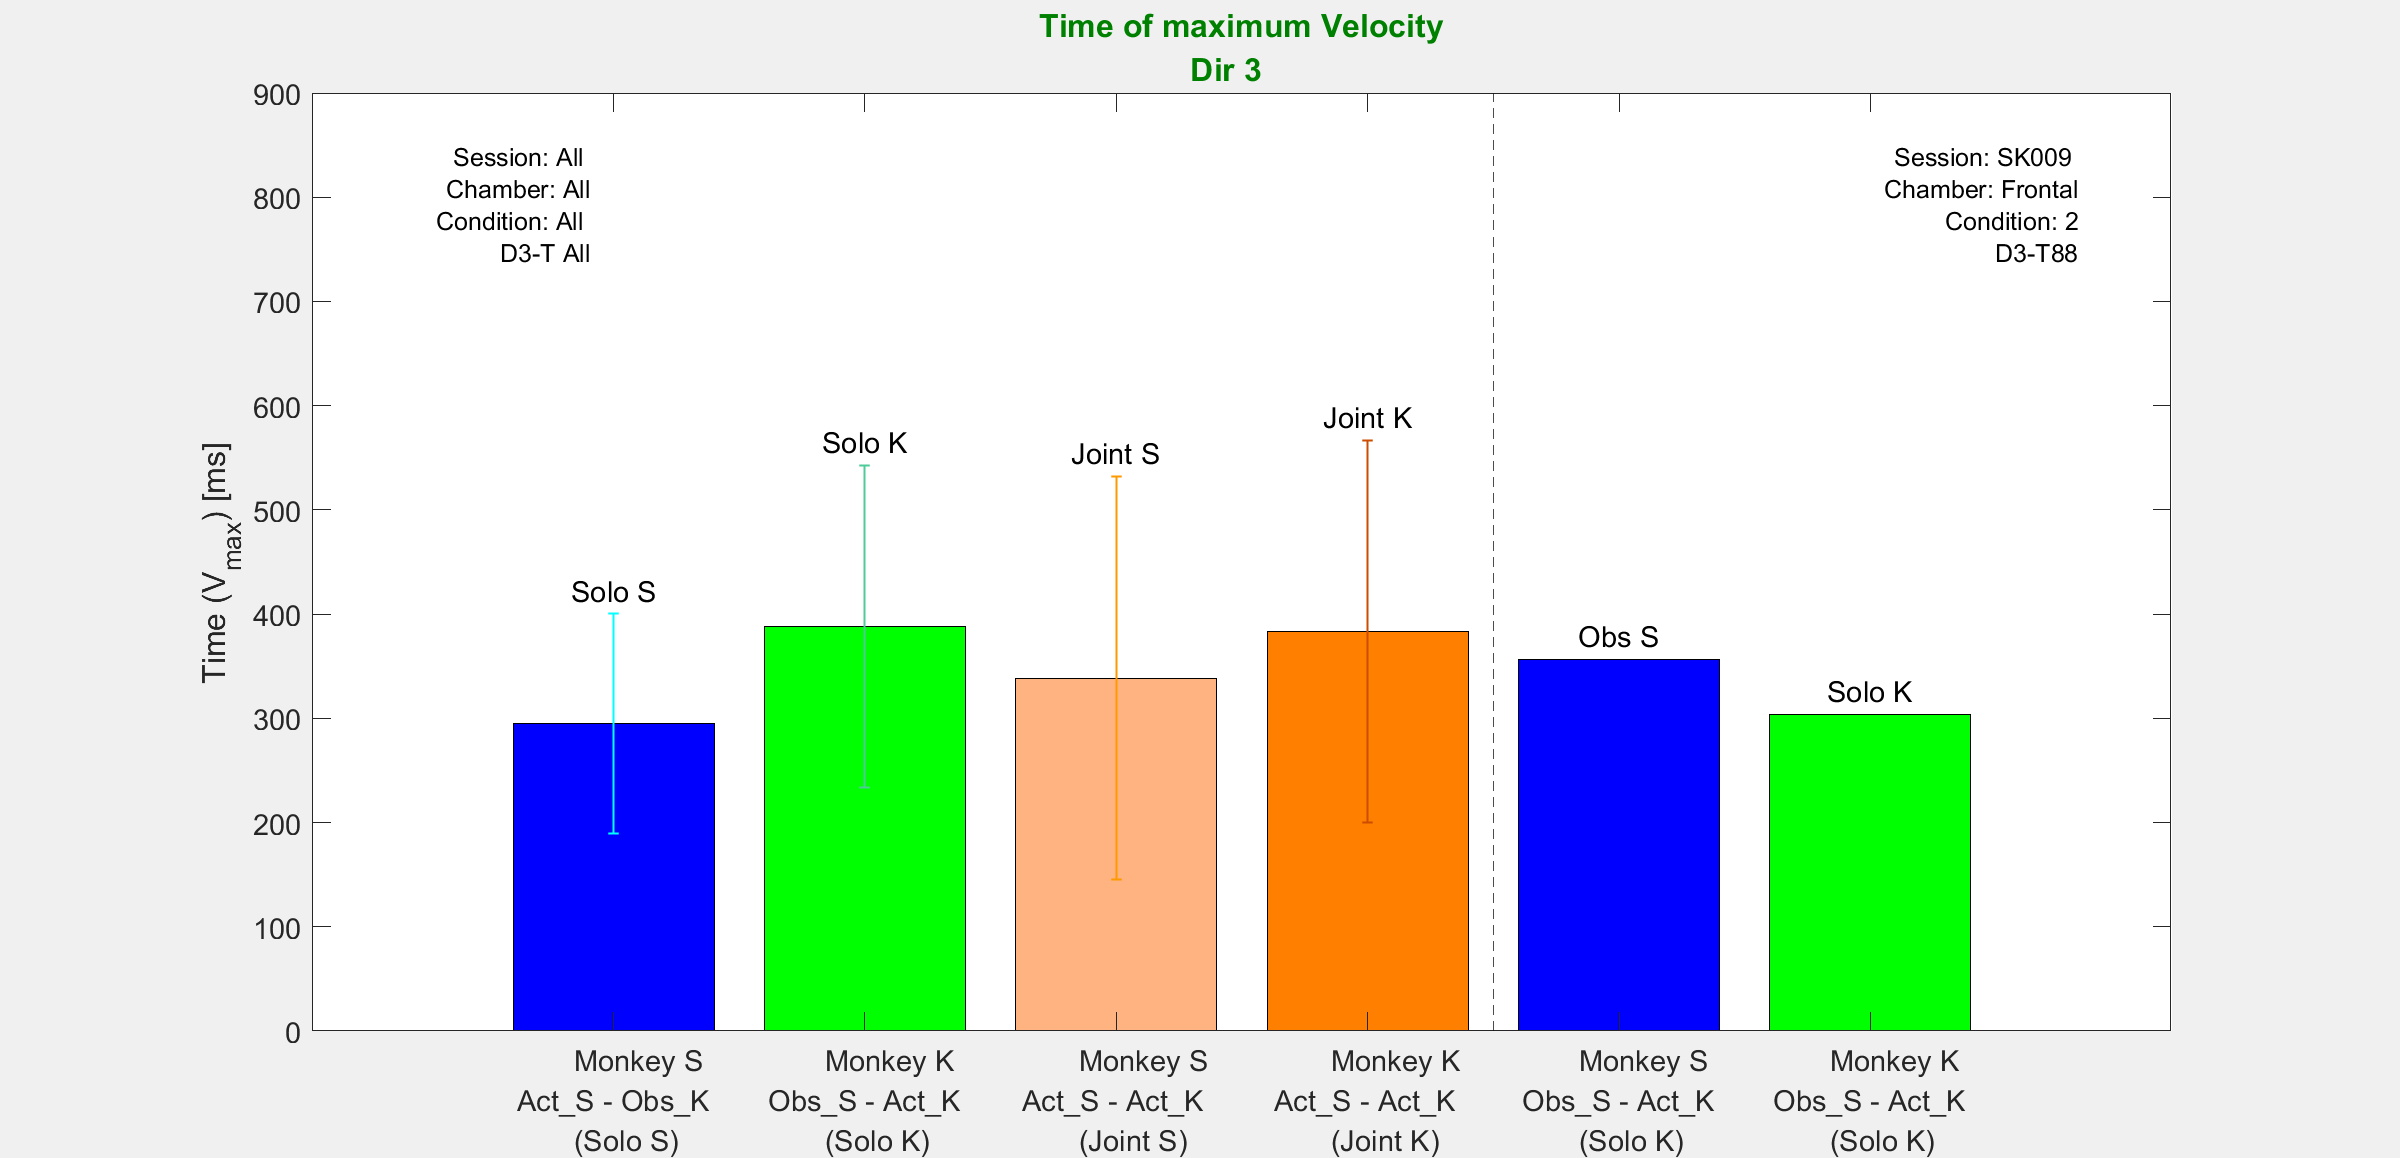 Time of maximum Velocity
Dir 3
900
800
700
600
500
400
300
200
100
0
Time (Vmax) [ms]
Session: All
Chamber: All
Condition: All
D3-T All
Session: SK009
Chamber: Frontal
Condition: 2
D3-T88
Solo S
Solo K
Joint S
Joint K
Obs S
Solo K
Monkey S
Act_S - Obs_K
(Solo S)
Monkey K
Obs_S - Act_K
(Solo K)
Monkey S
Act_S - Act_K
(Joint S)
Monkey K
Act_S - Act_K
(Joint K)
Monkey S
Obs_S - Act_K
(Solo K)
Monkey K
Obs_S - Act_K
(Solo K)